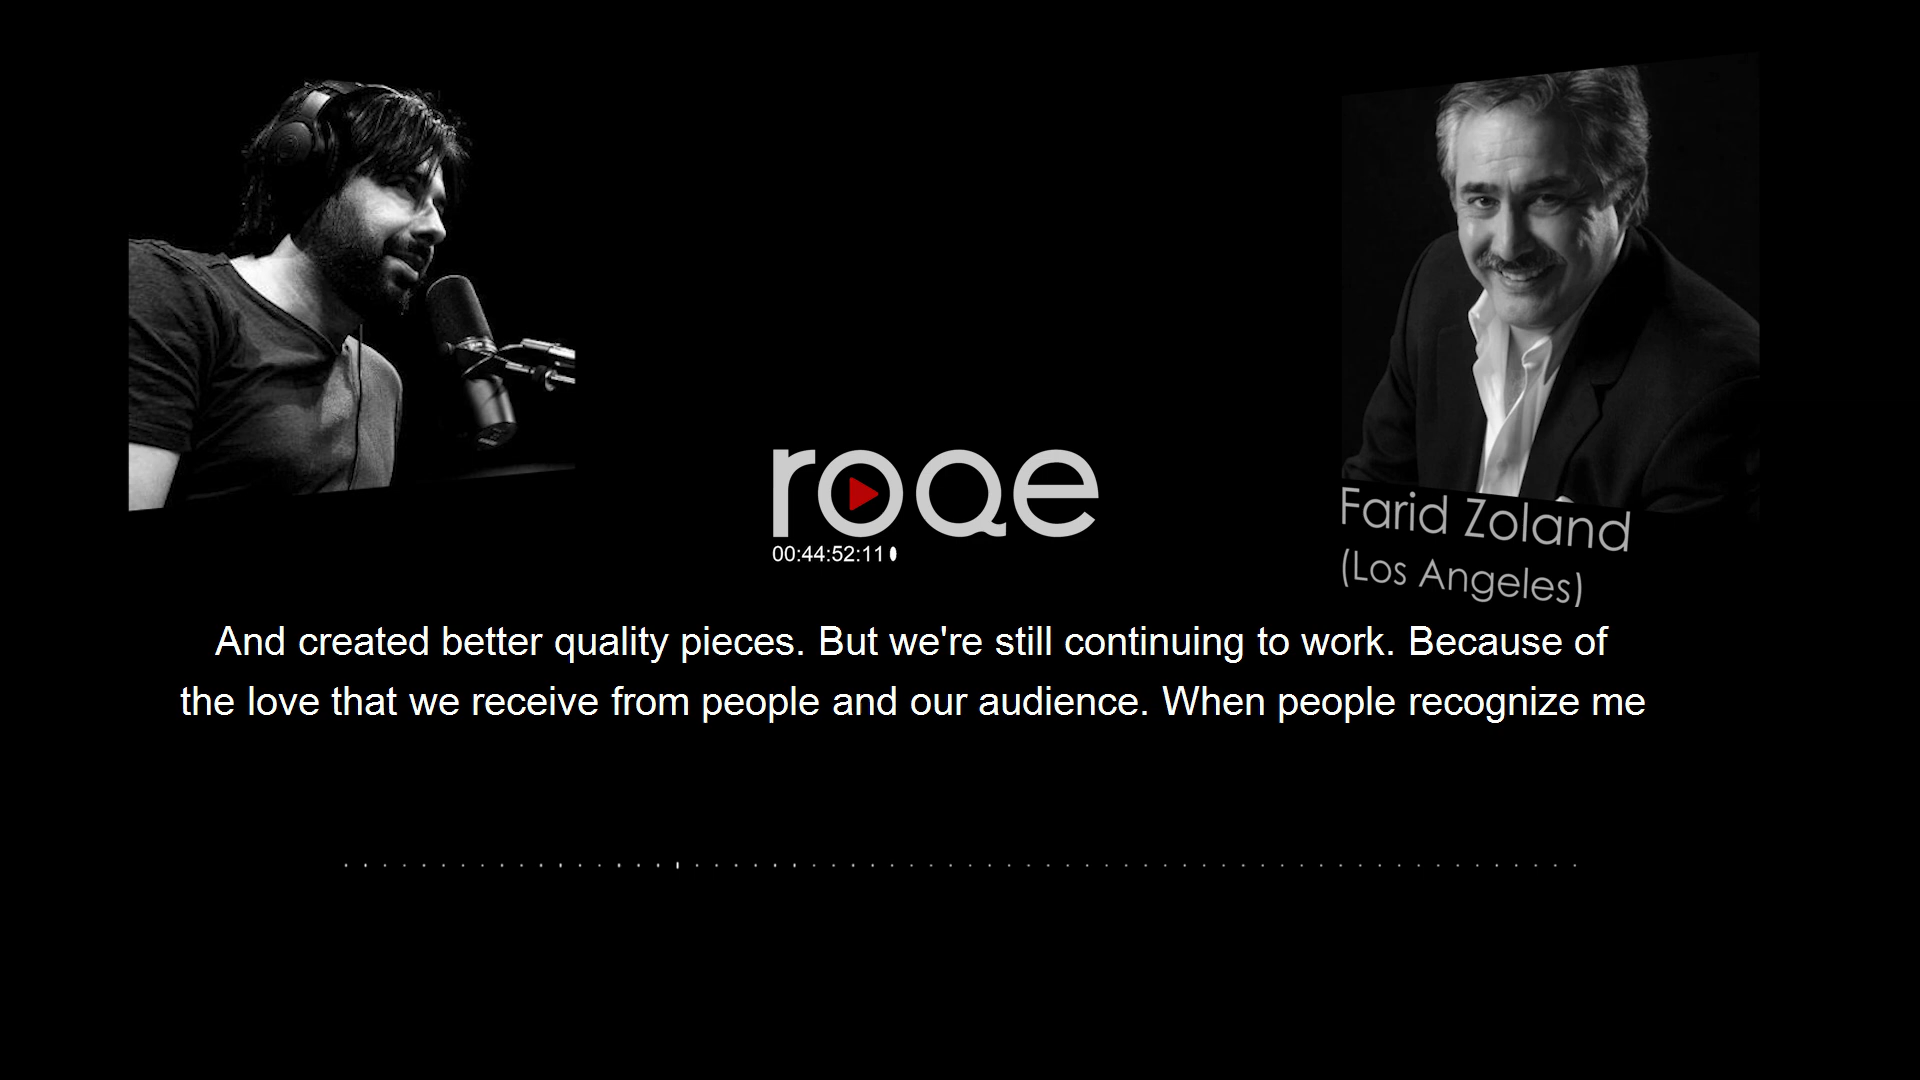 roqe
00:44:52:11
Farid Zoland
(Los Angeles)
And created better quality pieces. But we're still continuing to work. Because of
the love that we receive from people and our audience. When people recognize me